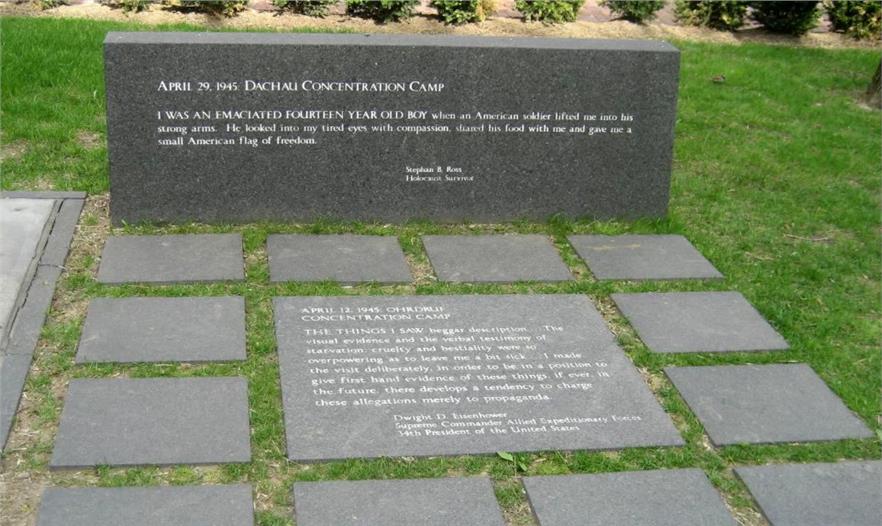 APRIL 29, 1945: DACHAU CONCENTRATION CAMP
I WAS AN EMACIATED FOURTEEN YEAR OLD BOY when an American soldier lifted me into his
strong arms. He looked into my tired eyes with compassion, shared his food with me and gave me a
small American flag of freedom.
Stephan B. Ross
Holocaust Survivor
APRIL 12, 1945: OHRDRUF
CONCENTRATION CAMP
THE THINGS I SAW beggar description... The
visual evidence and the verbal testimony of
starvation, cruelty and bestiality were so
overpowering as to leave me a bit sick... I made
the visit deliberately, in order to be in a position to
give first hand evidence of these things, if ever, in
the future, there develops a tendency to charge
these allegations merely to propaganda.
Dwight D. Eisenhower
Supreme Commander Allied Expeditionary Forces
34th President of the United States